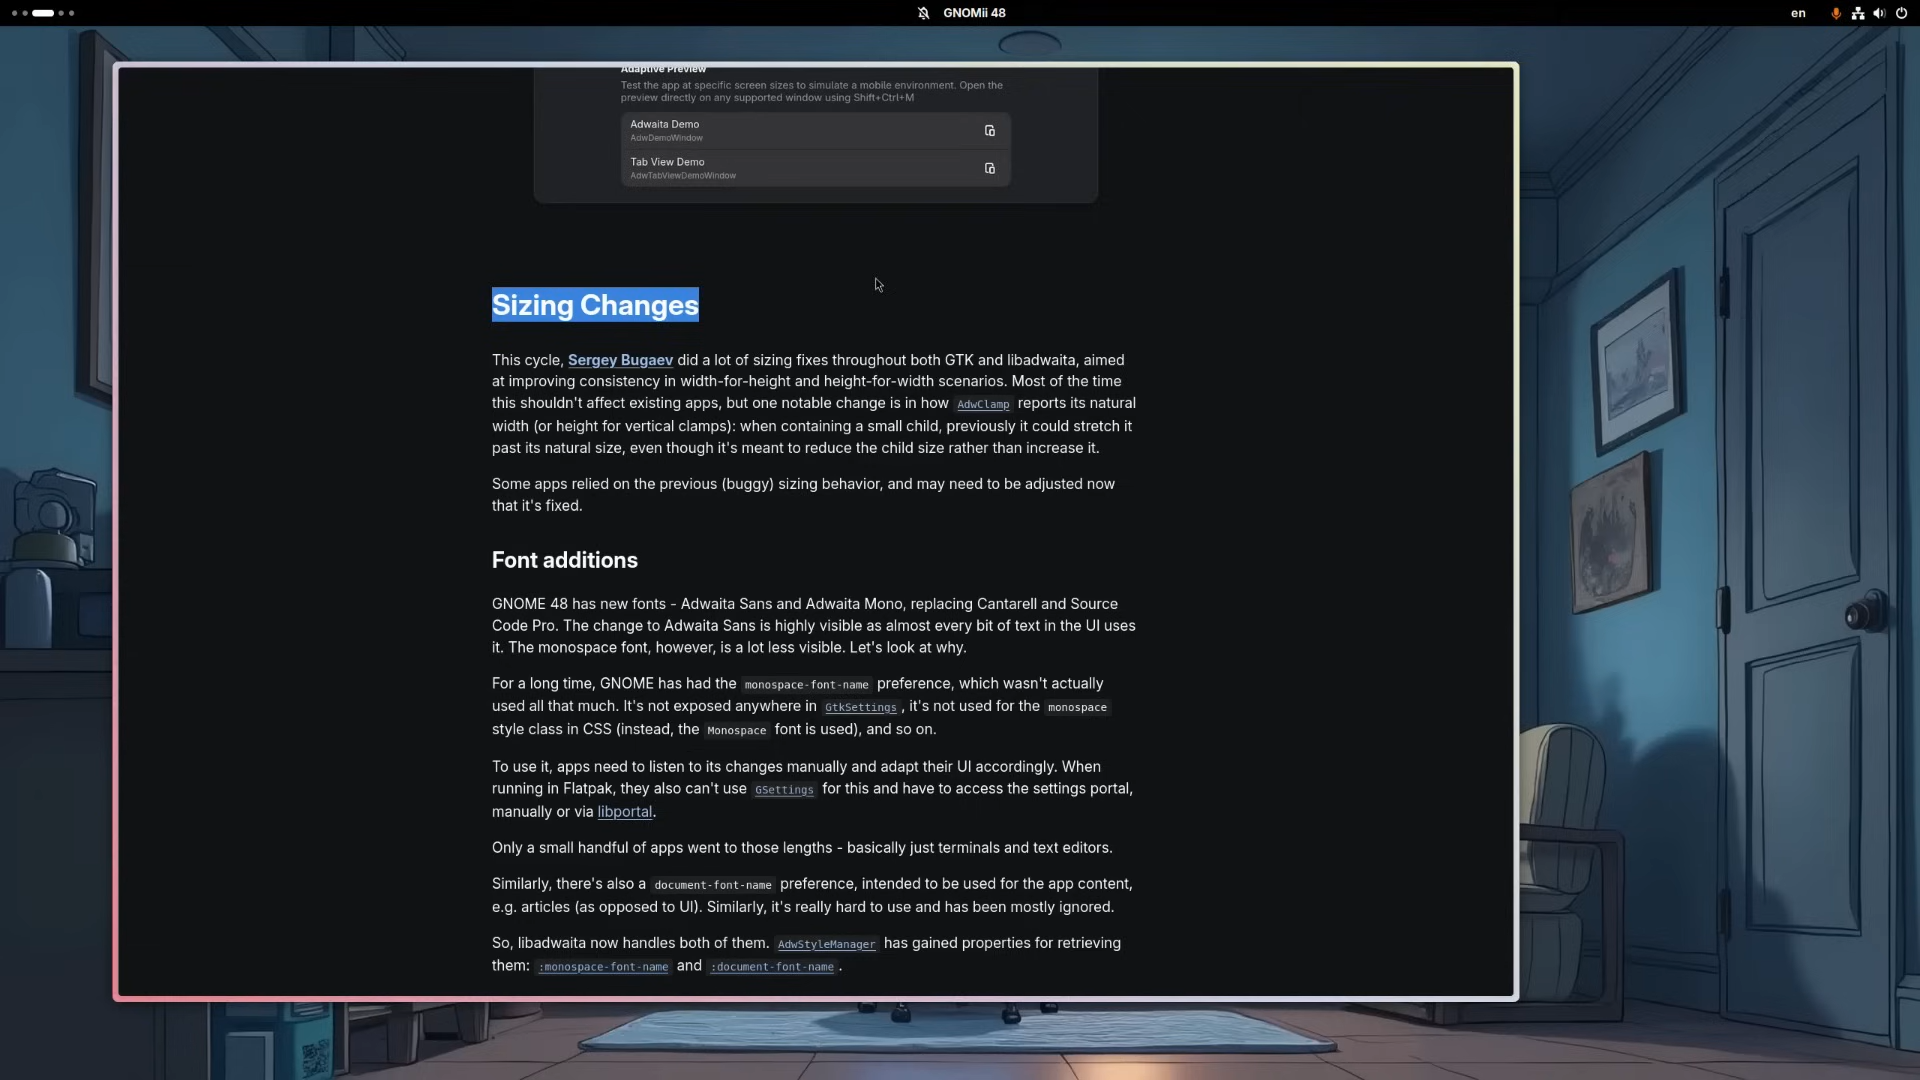 GNOMii 48
en
Adaptive Preview
Test the app at specific screen sizes to simulate a mobile environment. Open the
preview directly on any supported window using Shift+Ctrl+M
Adwaita Demo
AdwDemoWindow
Tab View Demo
AdwTabViewDemoWindow
Sizing Changes
This cycle, Sergey Bugaev did a lot of sizing fixes throughout both GTK and libadwaita, aimed
at improving consistency in width-for-height and height-for-width scenarios. Most of the time
this shouldn't affect existing apps, but one notable change is in how AdwClamp reports its natural
width (or height for vertical clamps): when containing a small child, previously it could stretch it
past its natural size, even though it's meant to reduce the child size rather than increase it.
Some apps relied on the previous (buggy) sizing behavior, and may need to be adjusted now
that it's fixed.
Font additions
GNOME 48 has new fonts - Adwaita Sans and Adwaita Mono, replacing Cantarell and Source
Code Pro. The change to Adwaita Sans is highly visible as almost every bit of text in the UI uses
it. The monospace font, however, is a lot less visible. Let's look at why.
For a long time, GNOME has had the monospace-font-name preference, which wasn't actually
used all that much. It's not exposed anywhere in GtkSettings, it's not used for the monospace
style class in CSS (instead, the Monospace font is used), and so on.
To use it, apps need to listen to its changes manually and adapt their UI accordingly. When
running in Flatpak, they also can't use GSettings for this and have to access the settings portal,
manually or via libportal.
Only a small handful of apps went to those lengths - basically just terminals and text editors.
Similarly, there's also a document-font-name preference, intended to be used for the app content,
e.g. articles (as opposed to UI). Similarly, it's really hard to use and has been mostly ignored.
So, libadwaita now handles both of them. AdwStyleManager has gained properties for retrieving
them: :monospace-font-name and :document-font-name.